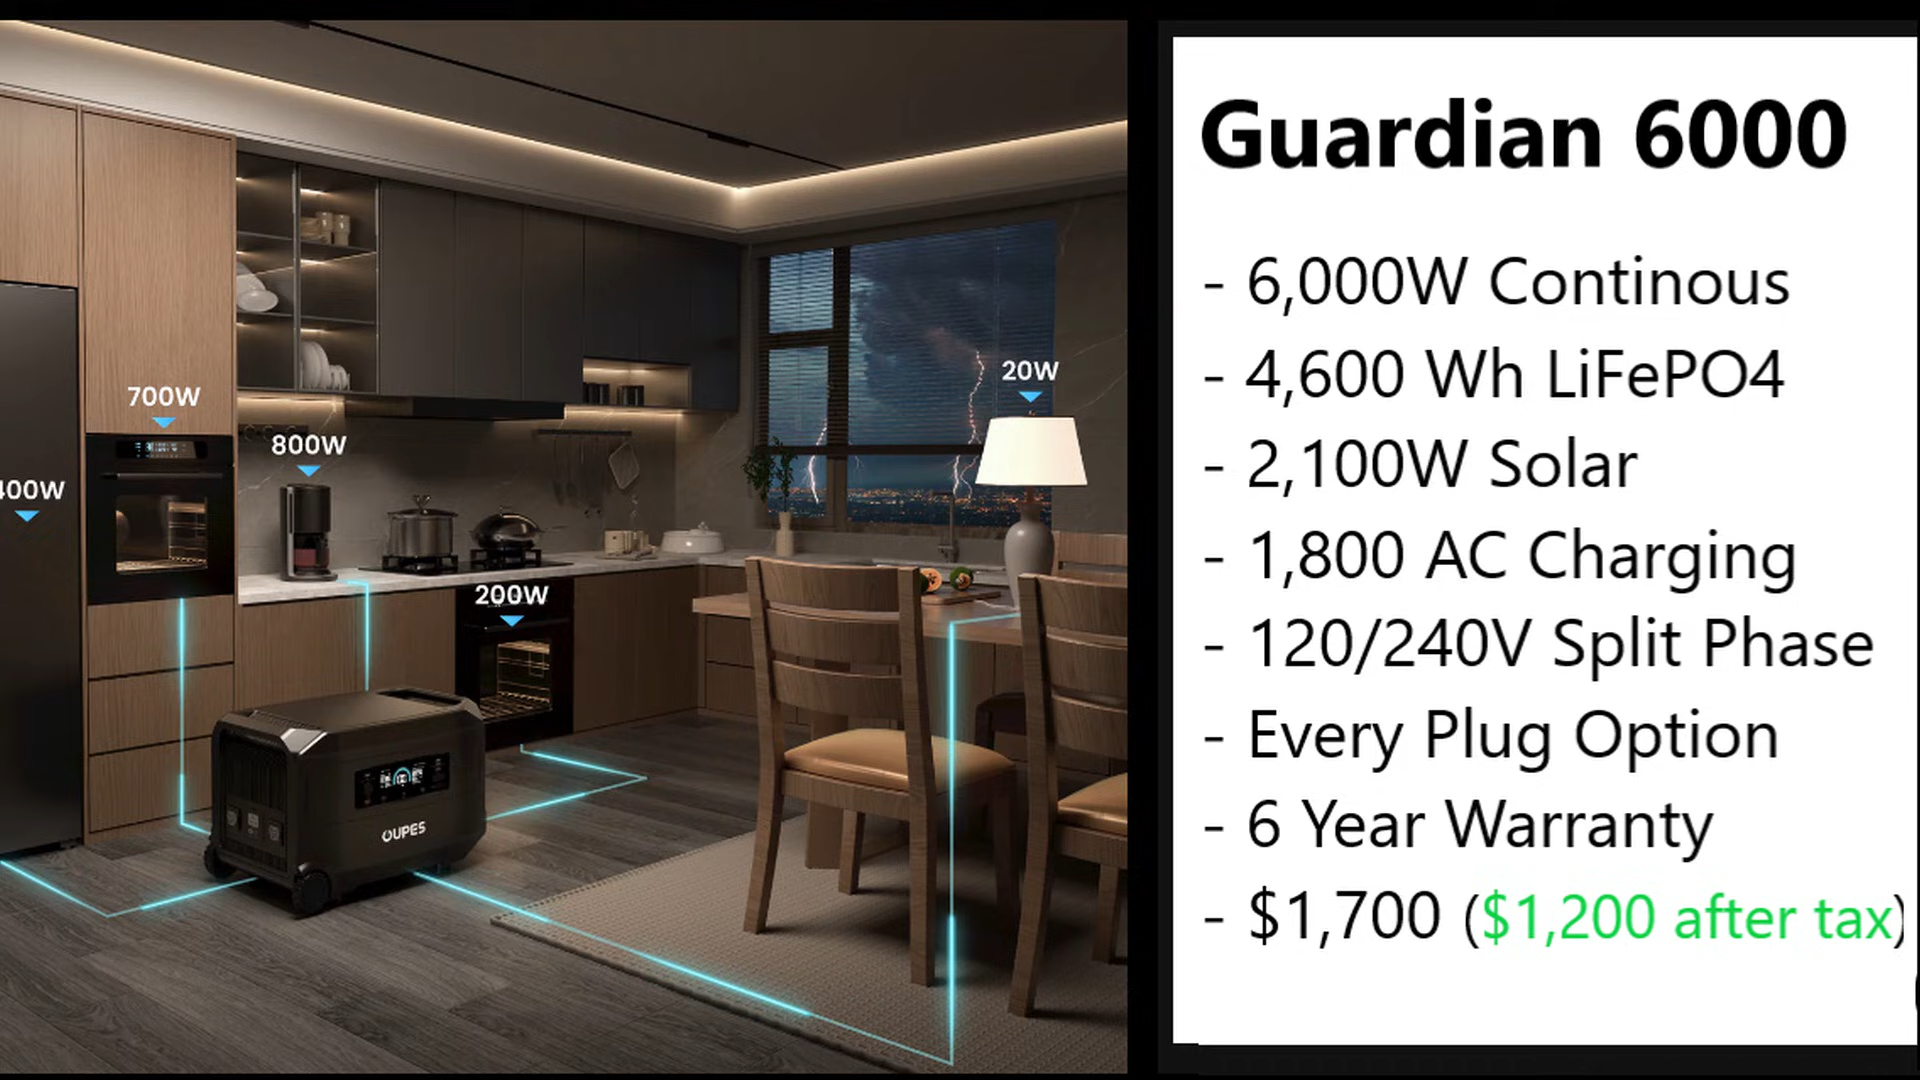 700W
800W
400W
20W
200W
OUPES
Guardian 6000
- 6,000W Continous
- 4,600 Wh LiFePO4
- 2,100W Solar
- 1,800 AC Charging
- 120/240V Split Phase
- Every Plug Option
- 6 Year Warranty
- $1,700 ($1,200 after tax)